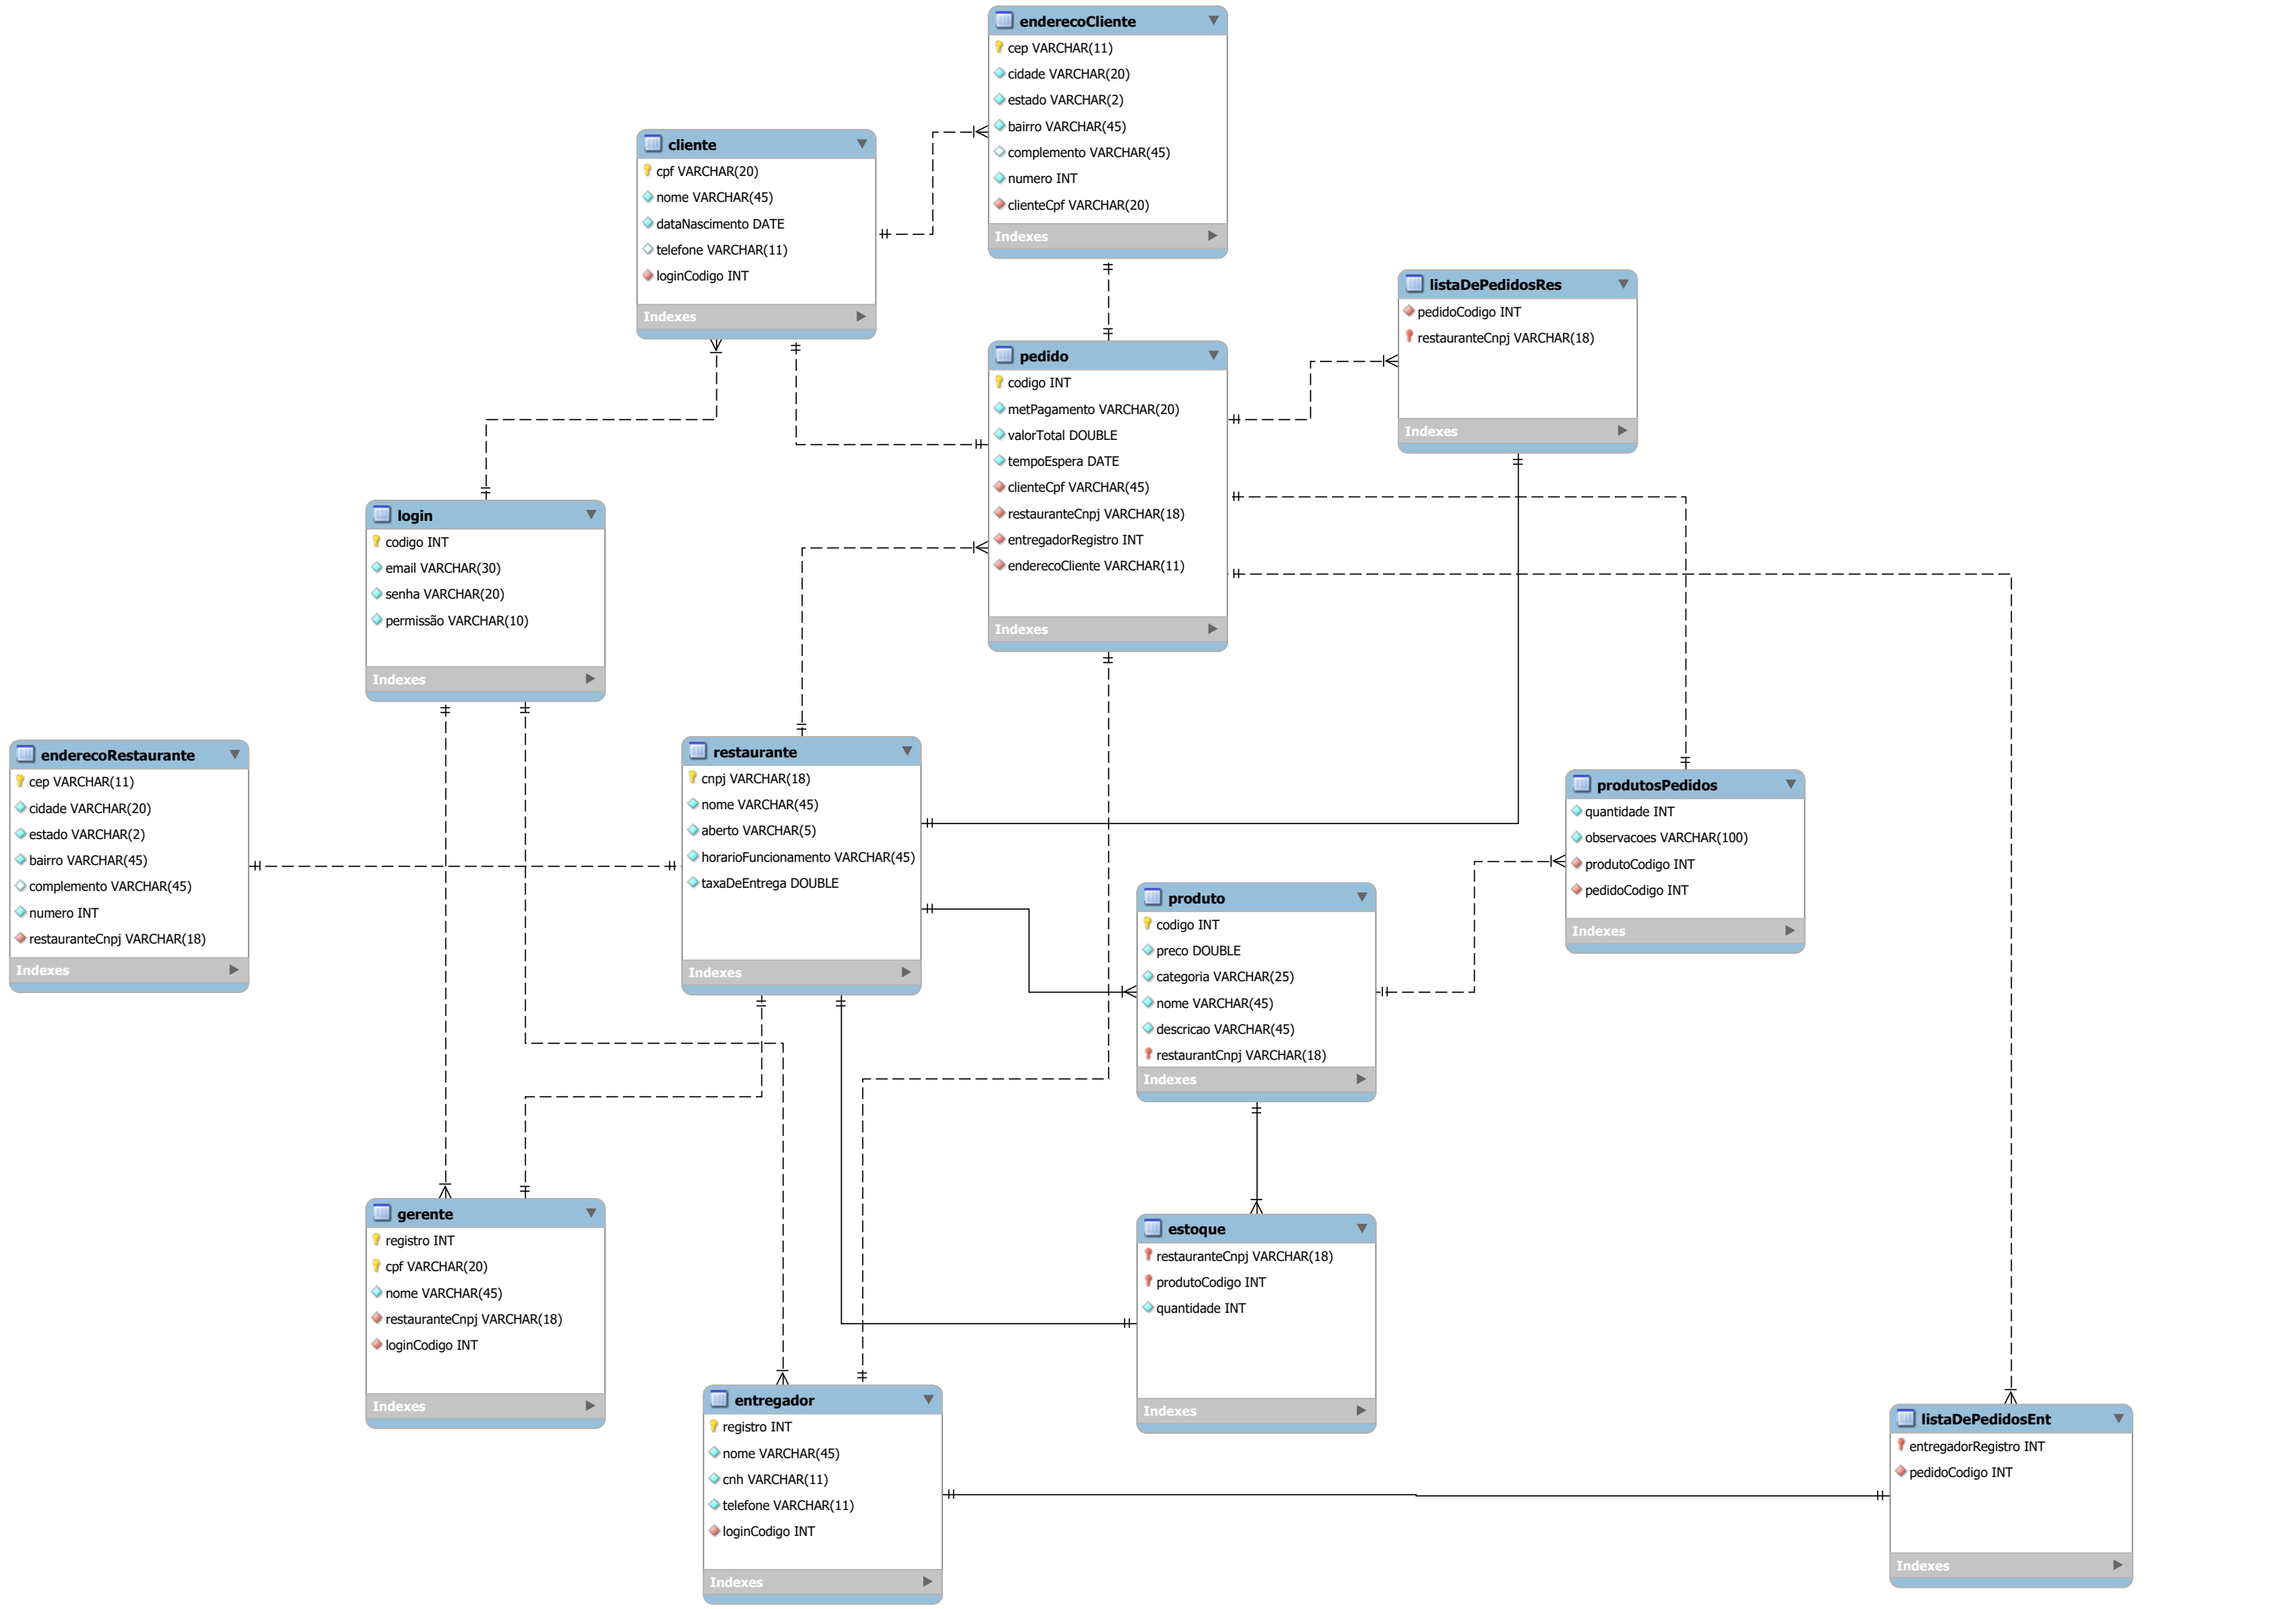 enderecoCliente
cep VARCHAR(11)
cidade VARCHAR(20)
estado VARCHAR(2)
bairro VARCHAR(45)
complemento VARCHAR(45)
numero INT
clienteCpf VARCHAR(20)
Indexes
cliente
cpf VARCHAR(20)
nome VARCHAR(45)
dataNascimento DATE
telefone VARCHAR(11)
loginCodigo INT
Indexes
listaDePedidosRes
pedidoCodigo INT
restauranteCnpj VARCHAR(18)
Indexes
pedido
codigo INT
metPagamento VARCHAR(20)
valorTotal DOUBLE
tempoEspera DATE
clienteCpf VARCHAR(45)
restauranteCnpj VARCHAR(18)
entregadorRegistro INT
enderecoCliente VARCHAR(11)
Indexes
login
codigo INT
email VARCHAR(30)
senha VARCHAR(20)
permissão VARCHAR(10)
Indexes
enderecoRestaurante
cep VARCHAR(11)
cidade VARCHAR(20)
estado VARCHAR(2)
bairro VARCHAR(45)
complemento VARCHAR(45)
numero INT
restauranteCnpj VARCHAR(18)
Indexes
restaurante
cnpj VARCHAR(18)
nome VARCHAR(45)
aberto VARCHAR(5)
horarioFuncionamento VARCHAR(45)
taxaDeEntrega DOUBLE
Indexes
produtosPedidos
quantidade INT
observacoes VARCHAR(100)
produtoCodigo INT
pedidoCodigo INT
Indexes
produto
codigo INT
preco DOUBLE
categoria VARCHAR(25)
nome VARCHAR(45)
descricao VARCHAR(45)
restaurantCnpj VARCHAR(18)
Indexes
gerente
registro INT
cpf VARCHAR(20)
nome VARCHAR(45)
restauranteCnpj VARCHAR(18)
loginCodigo INT
Indexes
estoque
restauranteCnpj VARCHAR(18)
produtoCodigo INT
quantidade INT
Indexes
entregador
registro INT
nome VARCHAR(45)
cnh VARCHAR(11)
telefone VARCHAR(11)
loginCodigo INT
Indexes
listaDePedidosEnt
entregadorRegistro INT
pedidoCodigo INT
Indexes